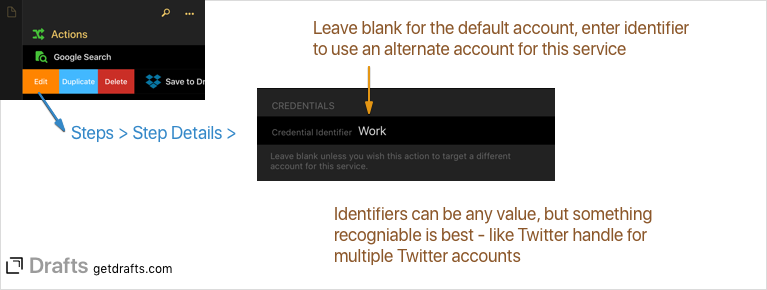 Leave blank for the default account, enter identifier
to use an alternate account for this service
Actions
Google Search
Edit Duplicate Delete Save to Dr
Steps > Step Details >
CREDENTIALS
Credential Identifier Work
Leave blank unless you wish this action to target a different
account for this service.
Identifiers can be any value, but something
recogniable is best - like Twitter handle for
multiple Twitter accounts
Drafts getdrafts.com